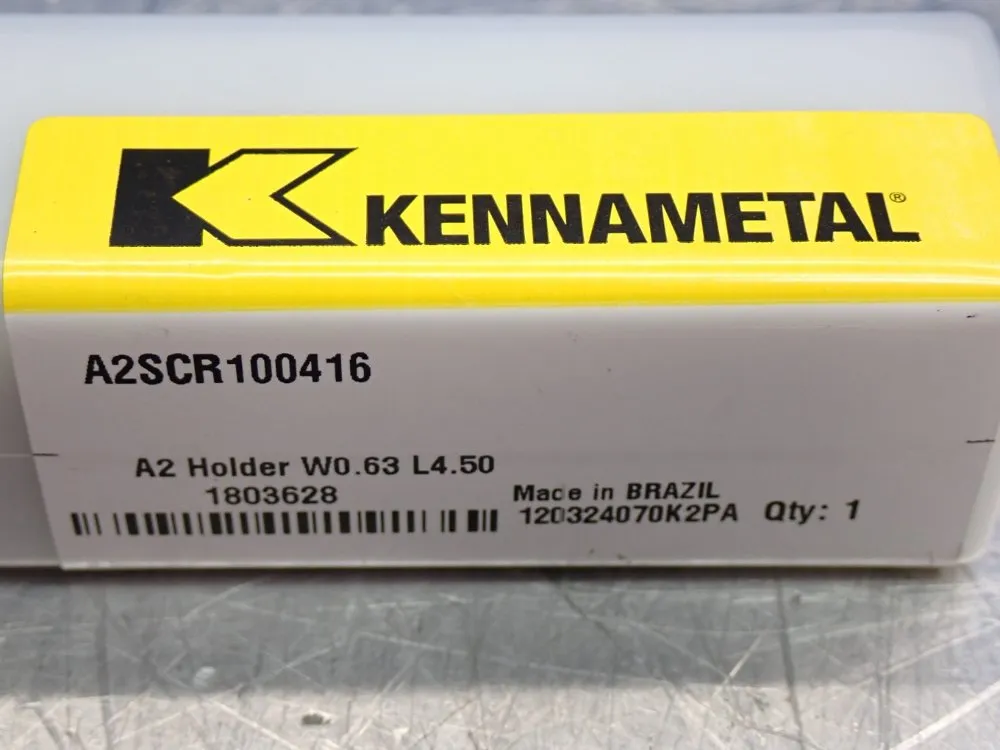 KENNAMETAL®
A2SCR100416
A2 Holder W0.63 L4.50
1803628
Made in BRAZIL
120324070K2PA Qty: 1